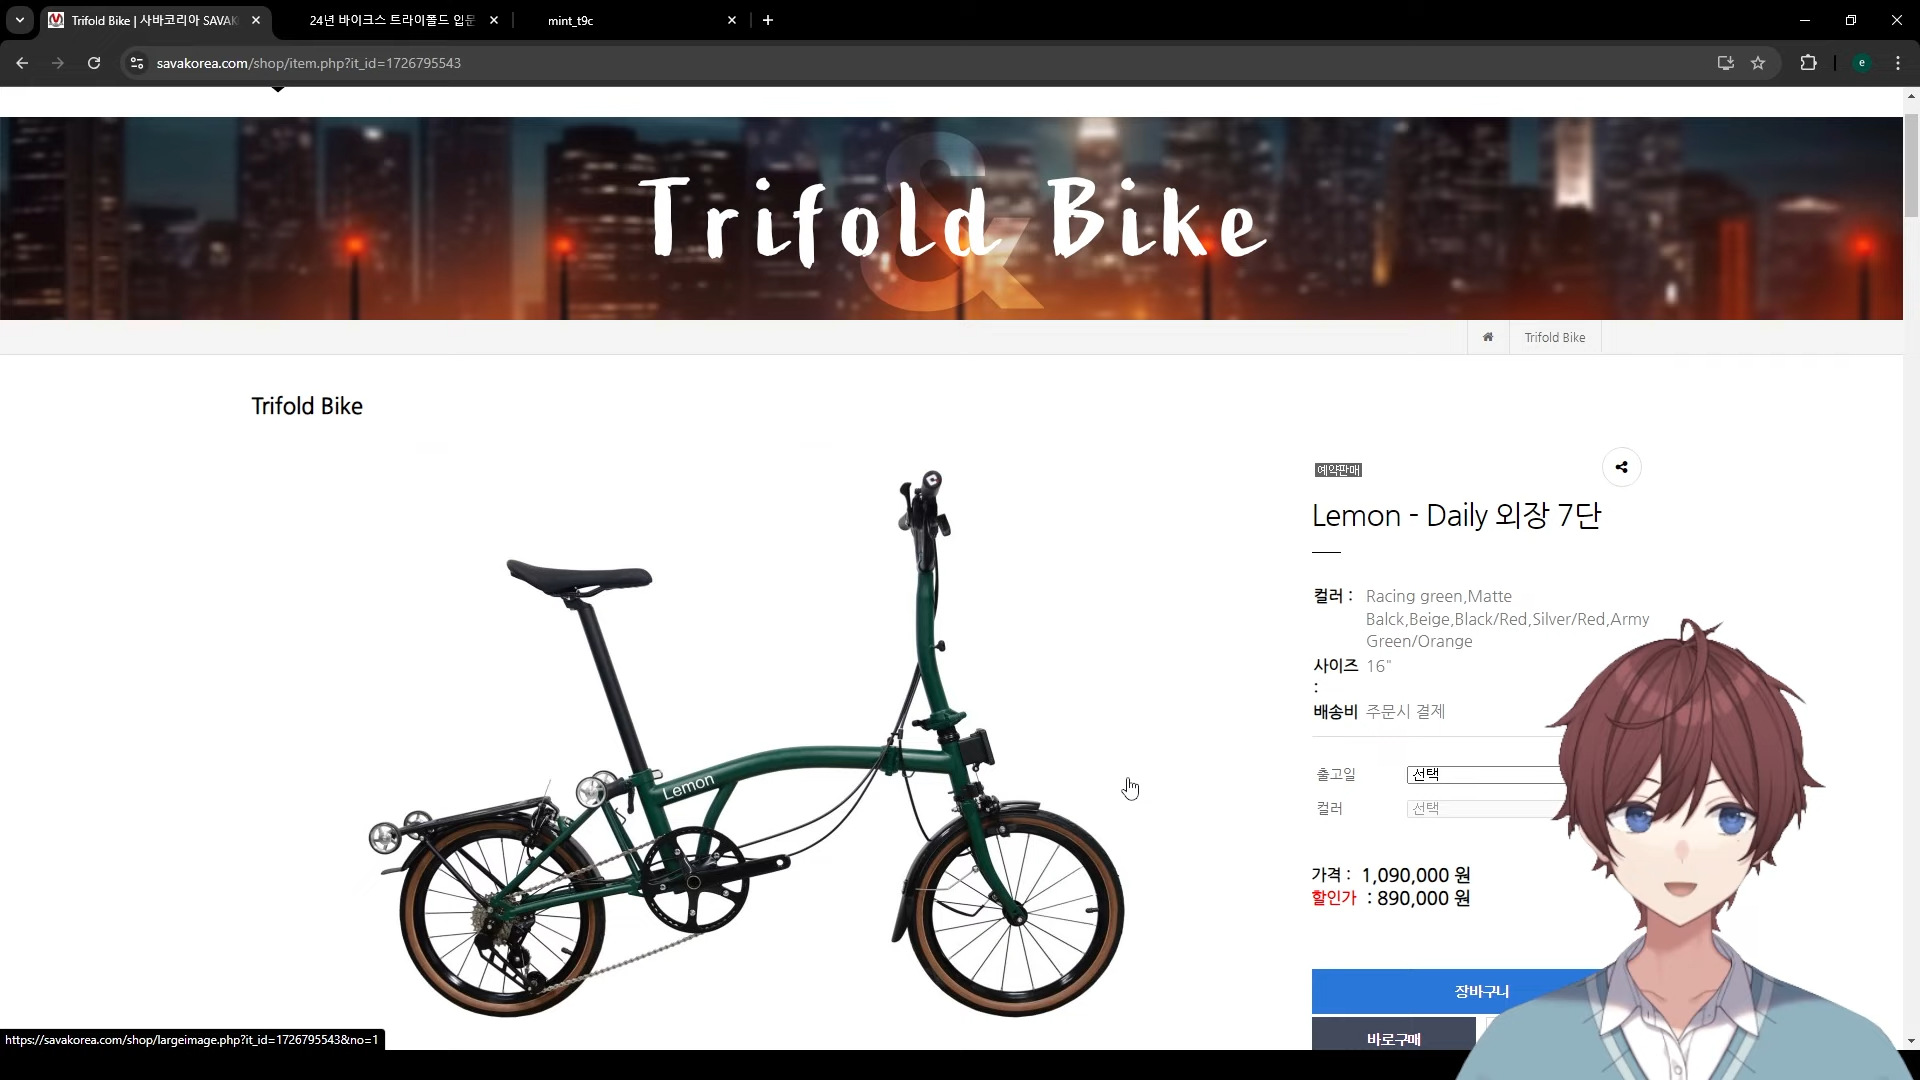 Trifold Bike | 사바코리아 SAVAK
24년 바이크스 트라이폴드 입문
mint_t9c
savakorea.com/shop/item.php?it_id=1726795543
e
&
Trifold Bike
Trifold Bike
Trifold Bike
예약판매
Lemon - Daily 외장 7단
컬러 : Racing green,Matte
Balck,Beige,Black/Red,Silver/Red,Army
Green/Orange
사이즈 16"
:
배송비 주문시 결제
출고일 선택
컬러 선택
가격 : 1,090,000 원
할인가 : 890,000 원
장바구니
바로구매
Lemon
https://savakorea.com/shop/largeimage.php?it_id=1726795543&no=1